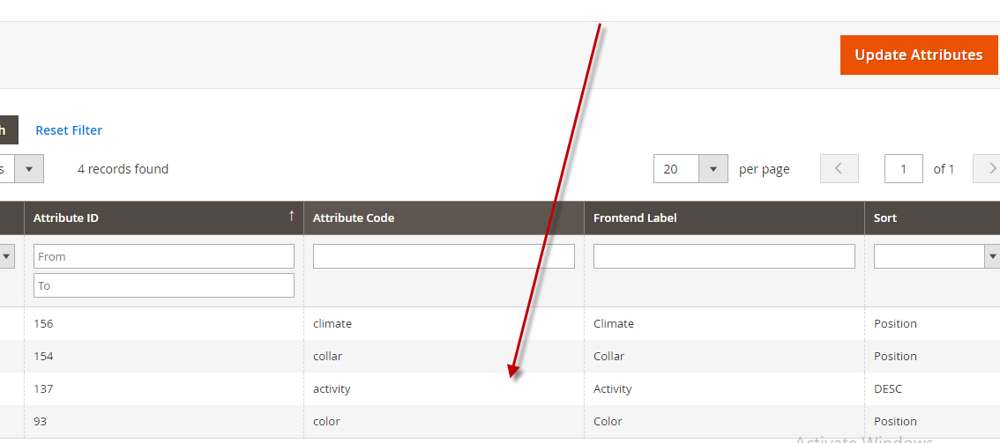 Update Attributes
h Reset Filter
s 4 records found 20 per page 1 of 1
Attribute ID ↑ Attribute Code Frontend Label Sort
From
To
156 climate Climate Position
154 collar Collar Position
137 activity Activity DESC
93 color Color Position
Activate Windows